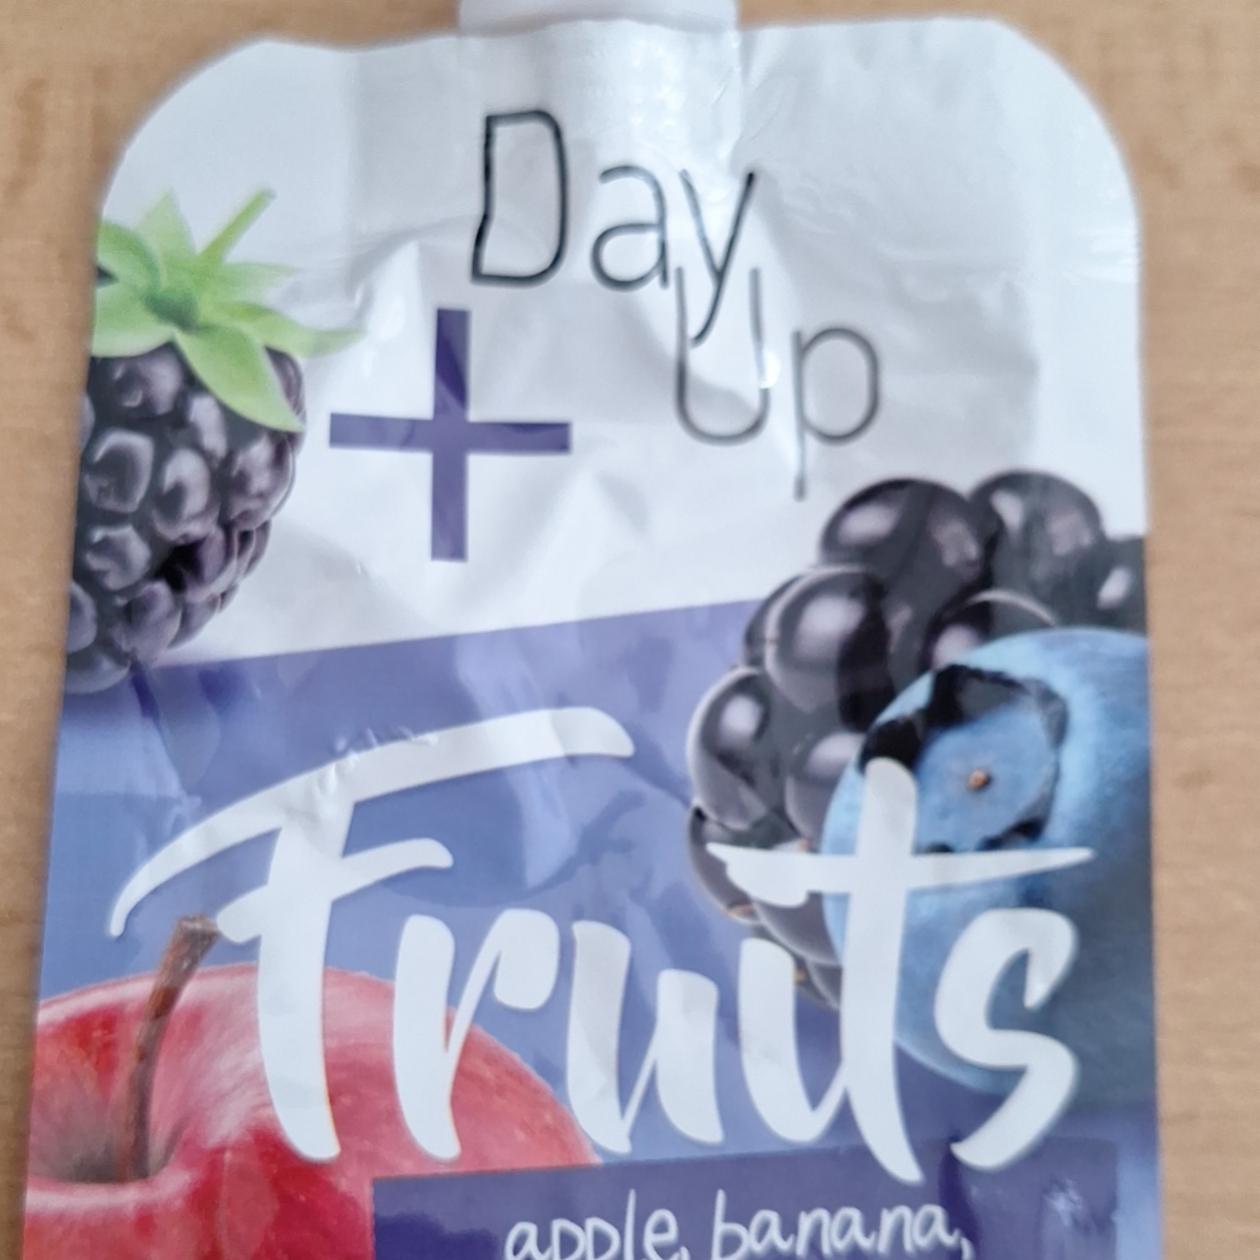 Day
Up
+
Fruits
apple, banana,